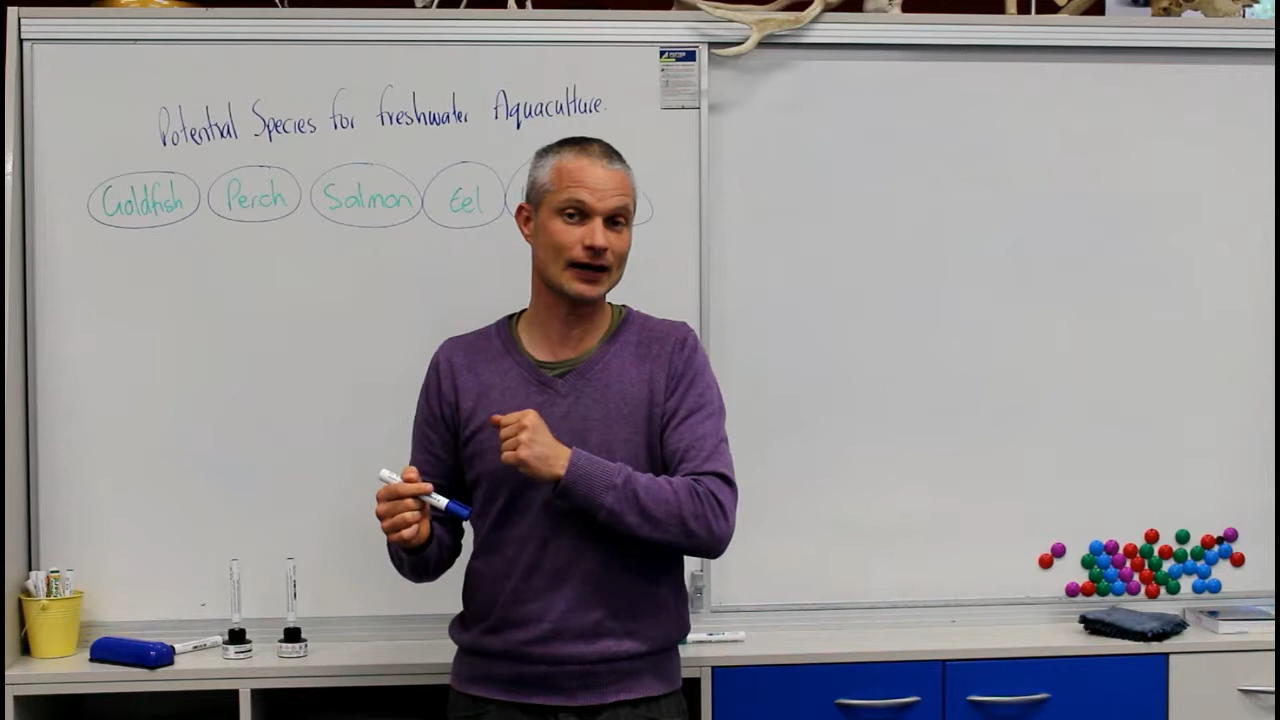 Potential Species for freshwater Aquaculture.
Goldfish Perch Salmon Eel